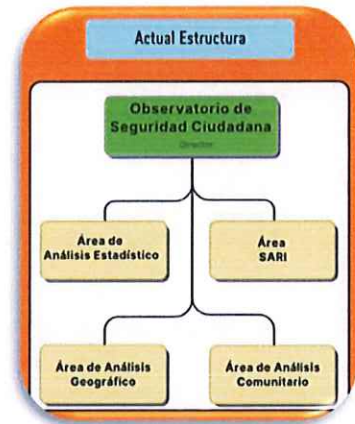 Actual Estructura
Observatorio de
Seguridad Ciudadana
Director
Área de
Análisis Estadístico
Área
SARI
Área de Análisis
Geográfico
Área de Análisis
Comunitario